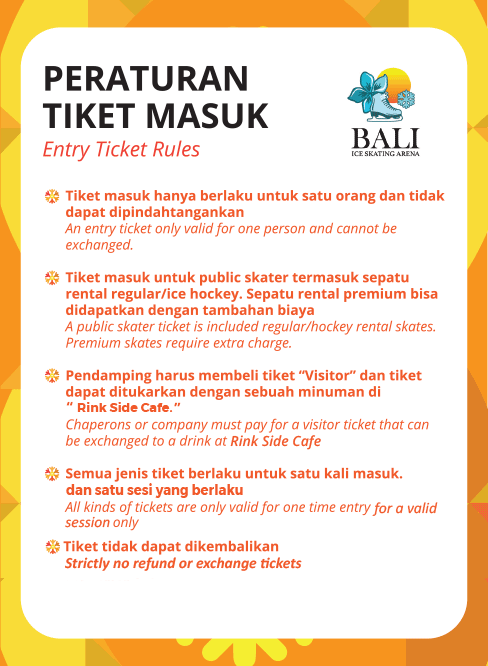 PERATURAN
TIKET MASUK
Entry Ticket Rules
BALI
ICE SKATING ARENA
Tiket masuk hanya berlaku untuk satu orang dan tidak
dapat dipindahtangankan
An entry ticket only valid for one person and cannot be
exchanged.
Tiket masuk untuk public skater termasuk sepatu
rental regular/ice hockey. Sepatu rental premium bisa
didapatkan dengan tambahan biaya
A public skater ticket is included regular/hockey rental skates.
Premium skates require extra charge.
Pendamping harus membeli tiket “Visitor” dan tiket
dapat ditukarkan dengan sebuah minuman di
“ Rink Side Cafe.”
Chaperons or company must pay for a visitor ticket that can
be exchanged to a drink at Rink Side Cafe
Semua jenis tiket berlaku untuk satu kali masuk.
dan satu sesi yang berlaku
All kinds of tickets are only valid for one time entry for a valid
session only
Tiket tidak dapat dikembalikan
Strictly no refund or exchange tickets